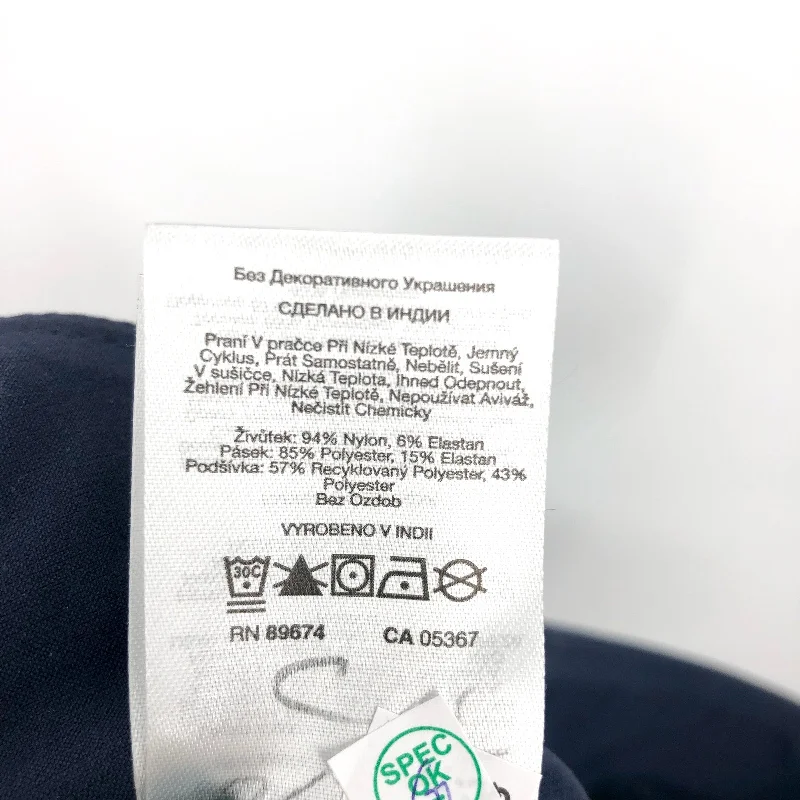 Без Декоративного Украшения
СДЕЛАНО В ИНДИИ
Praní V pračce Při Nízké Teplotě, Jemný
Cyklus, Prát Samostatně, Nebělit, Sušení
V sušičce, Nízká Teplota, Ihned Odepnout,
Žehlení Při Nízké Teplotě, Nepoužívat Aviváž,
Nečistit Chemicky
Živůtek: 94% Nylon, 6% Elastan
Pásek: 85% Polyester, 15% Elastan
Podšívka: 57% Recyklovaný Polyester, 43%
Polyester
Bez Ozdob
VYROBENO V INDII
30C
RN 89674 CA 05367
SPEC
OK